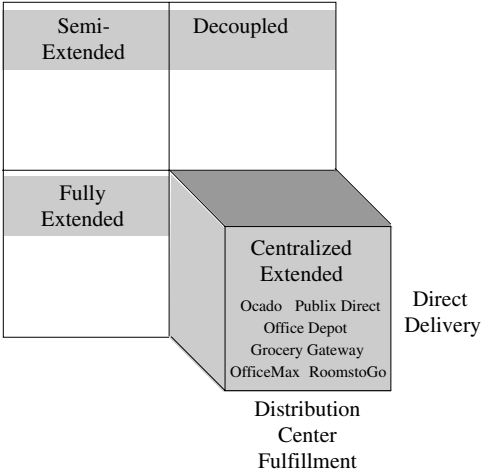 Semi-
Extended
Decoupled
Fully
Extended
Centralized
Extended
Ocado Publix Direct
Office Depot
Grocery Gateway
OfficeMax RoomstoGo
Direct
Delivery
Distribution
Center
Fulfillment